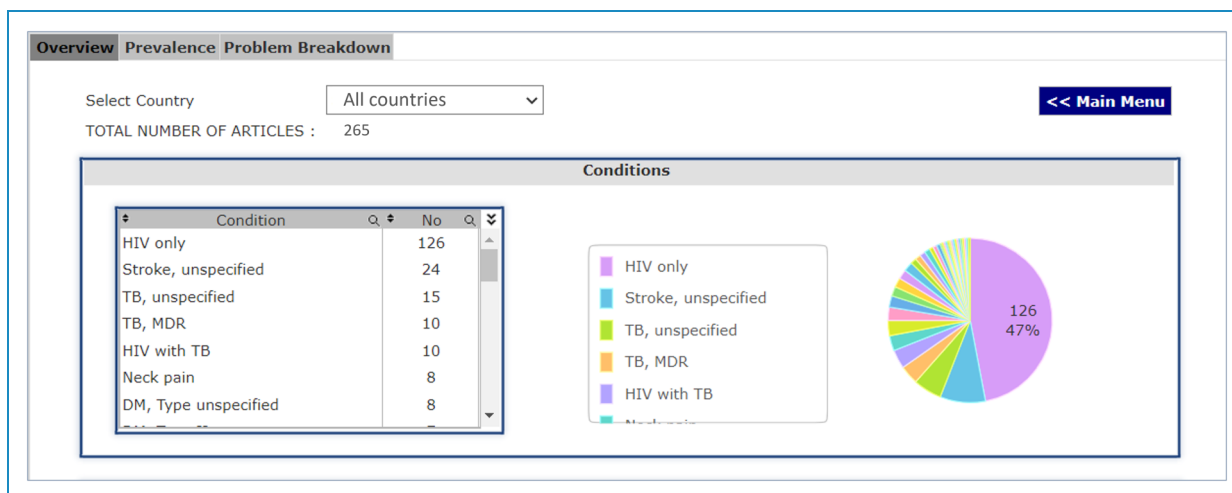 Overview Prevalence Problem Breakdown
Select Country All countries << Main Menu
TOTAL NUMBER OF ARTICLES : 265
Conditions
Condition No
HIV only 126
Stroke, unspecified 24
TB, unspecified 15
TB, MDR 10
HIV with TB 10
Neck pain 8
DM, Type unspecified 8
HIV only
Stroke, unspecified
TB, unspecified
TB, MDR
HIV with TB
Neck pain
126
47%